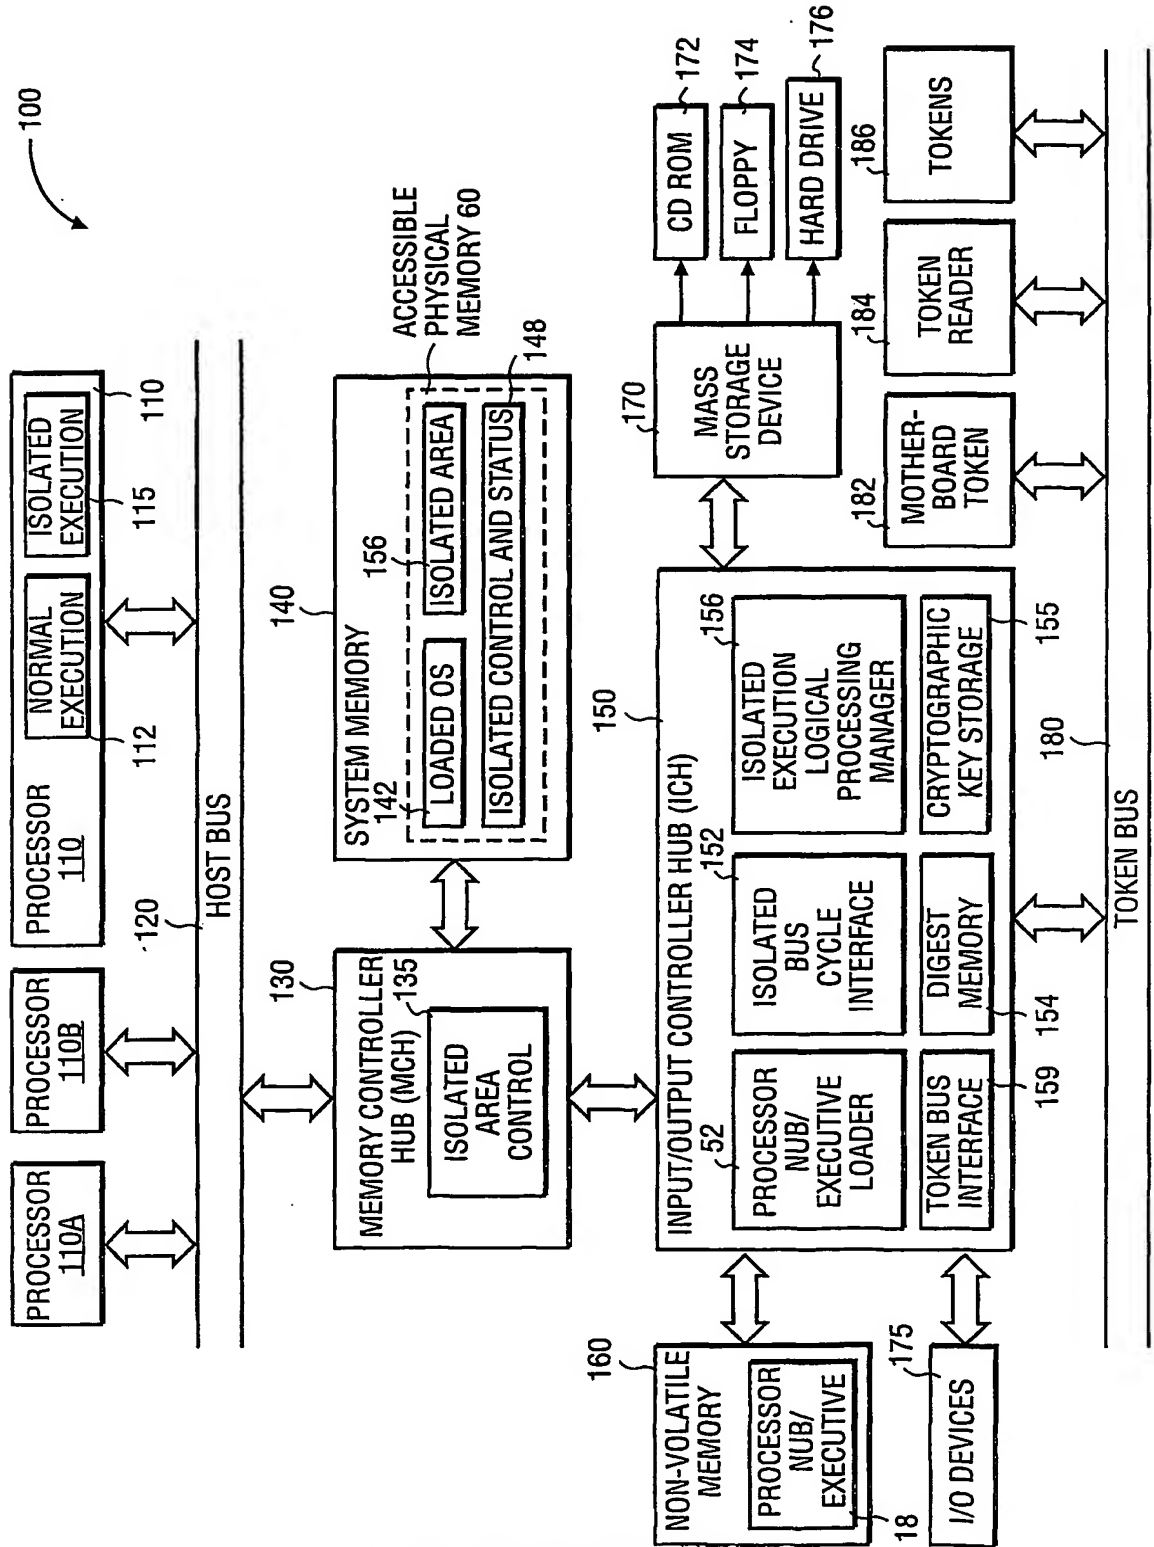 100
PROCESSOR
110A
PROCESSOR
110B
PROCESSOR
110
NORMAL
EXECUTION
112
ISOLATED
EXECUTION
115
110
120
HOST BUS
130
MEMORY CONTROLLER
HUB (MCH)
135
ISOLATED
AREA
CONTROL
140
SYSTEM MEMORY
142
LOADED OS
156
ISOLATED AREA
ISOLATED CONTROL AND STATUS
148
ACCESSIBLE
PHYSICAL
MEMORY 60
160
NON-VOLATILE
MEMORY
PROCESSOR
NUB/
EXECUTIVE
18
175
I/O DEVICES
150
INPUT/OUTPUT CONTROLLER HUB (ICH)
52
PROCESSOR
NUB/
EXECUTIVE
LOADER
152
ISOLATED
BUS
CYCLE
INTERFACE
156
ISOLATED
EXECUTION
LOGICAL
PROCESSING
MANAGER
TOKEN BUS
INTERFACE
159
DIGEST
MEMORY
154
CRYPTOGRAPHIC
KEY STORAGE
155
170
MASS
STORAGE
DEVICE
CD ROM
172
FLOPPY
174
HARD DRIVE
176
182
MOTHER-
BOARD
TOKEN
184
TOKEN
READER
186
TOKENS
180
TOKEN BUS